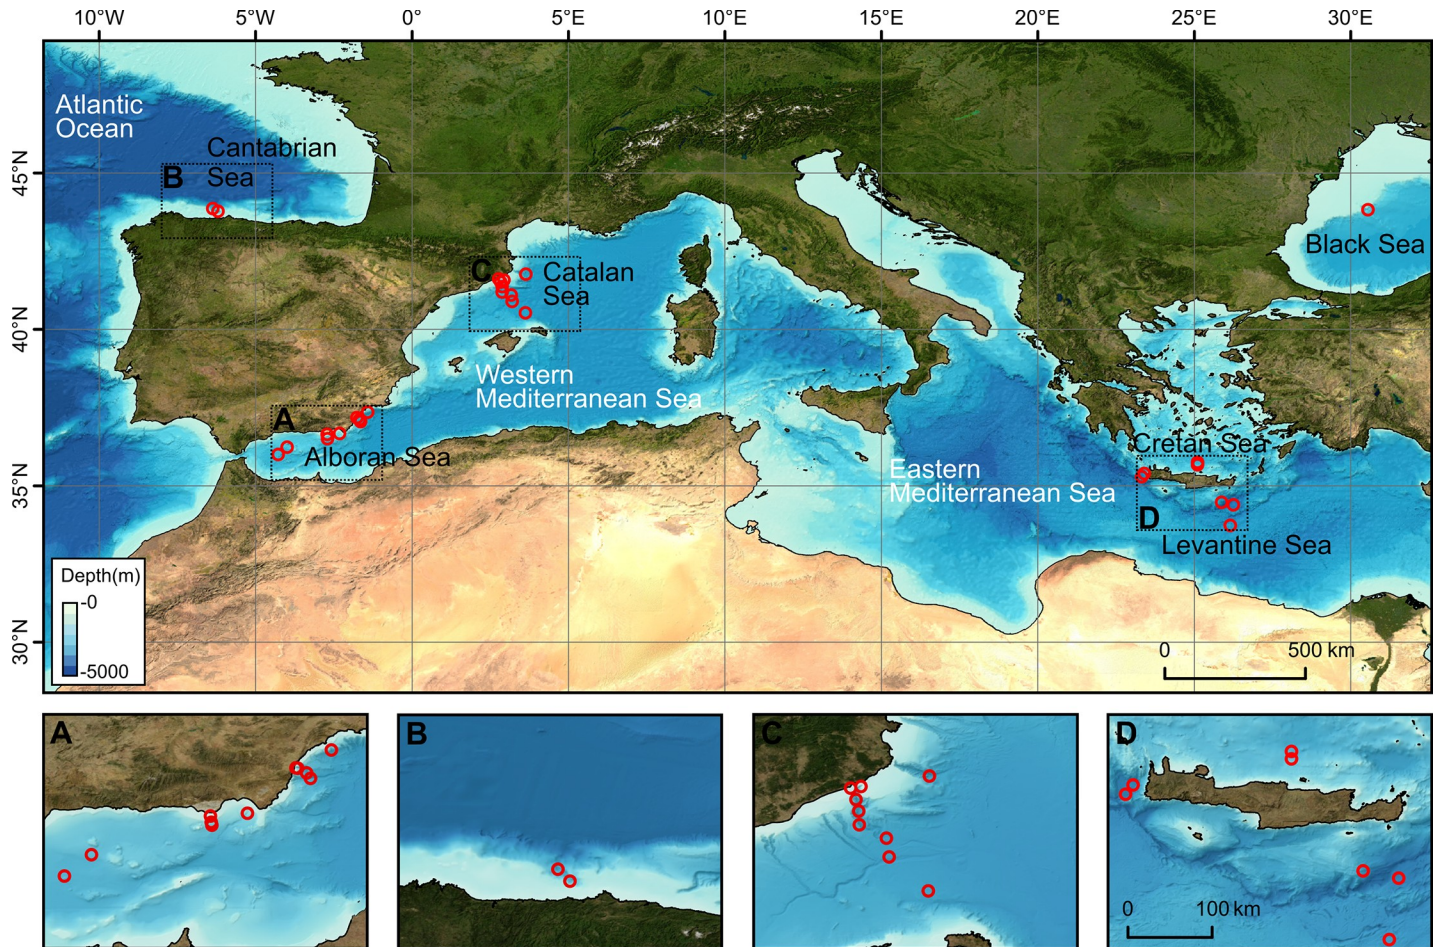 10°W 5°W 0° 5°E 10°E 15°E 20°E 25°E 30°E
45°N
40°N
35°N
30°N
Atlantic
Ocean
Cantabrian
Sea
B
Black Sea
C
Catalan
Sea
Western
Mediterranean Sea
A
Alboran Sea
Cretan Sea
Eastern
Mediterranean Sea
D
Levantine Sea
Depth(m)
-0
-5000
0 500 km
A
B
C
D
0 100 km